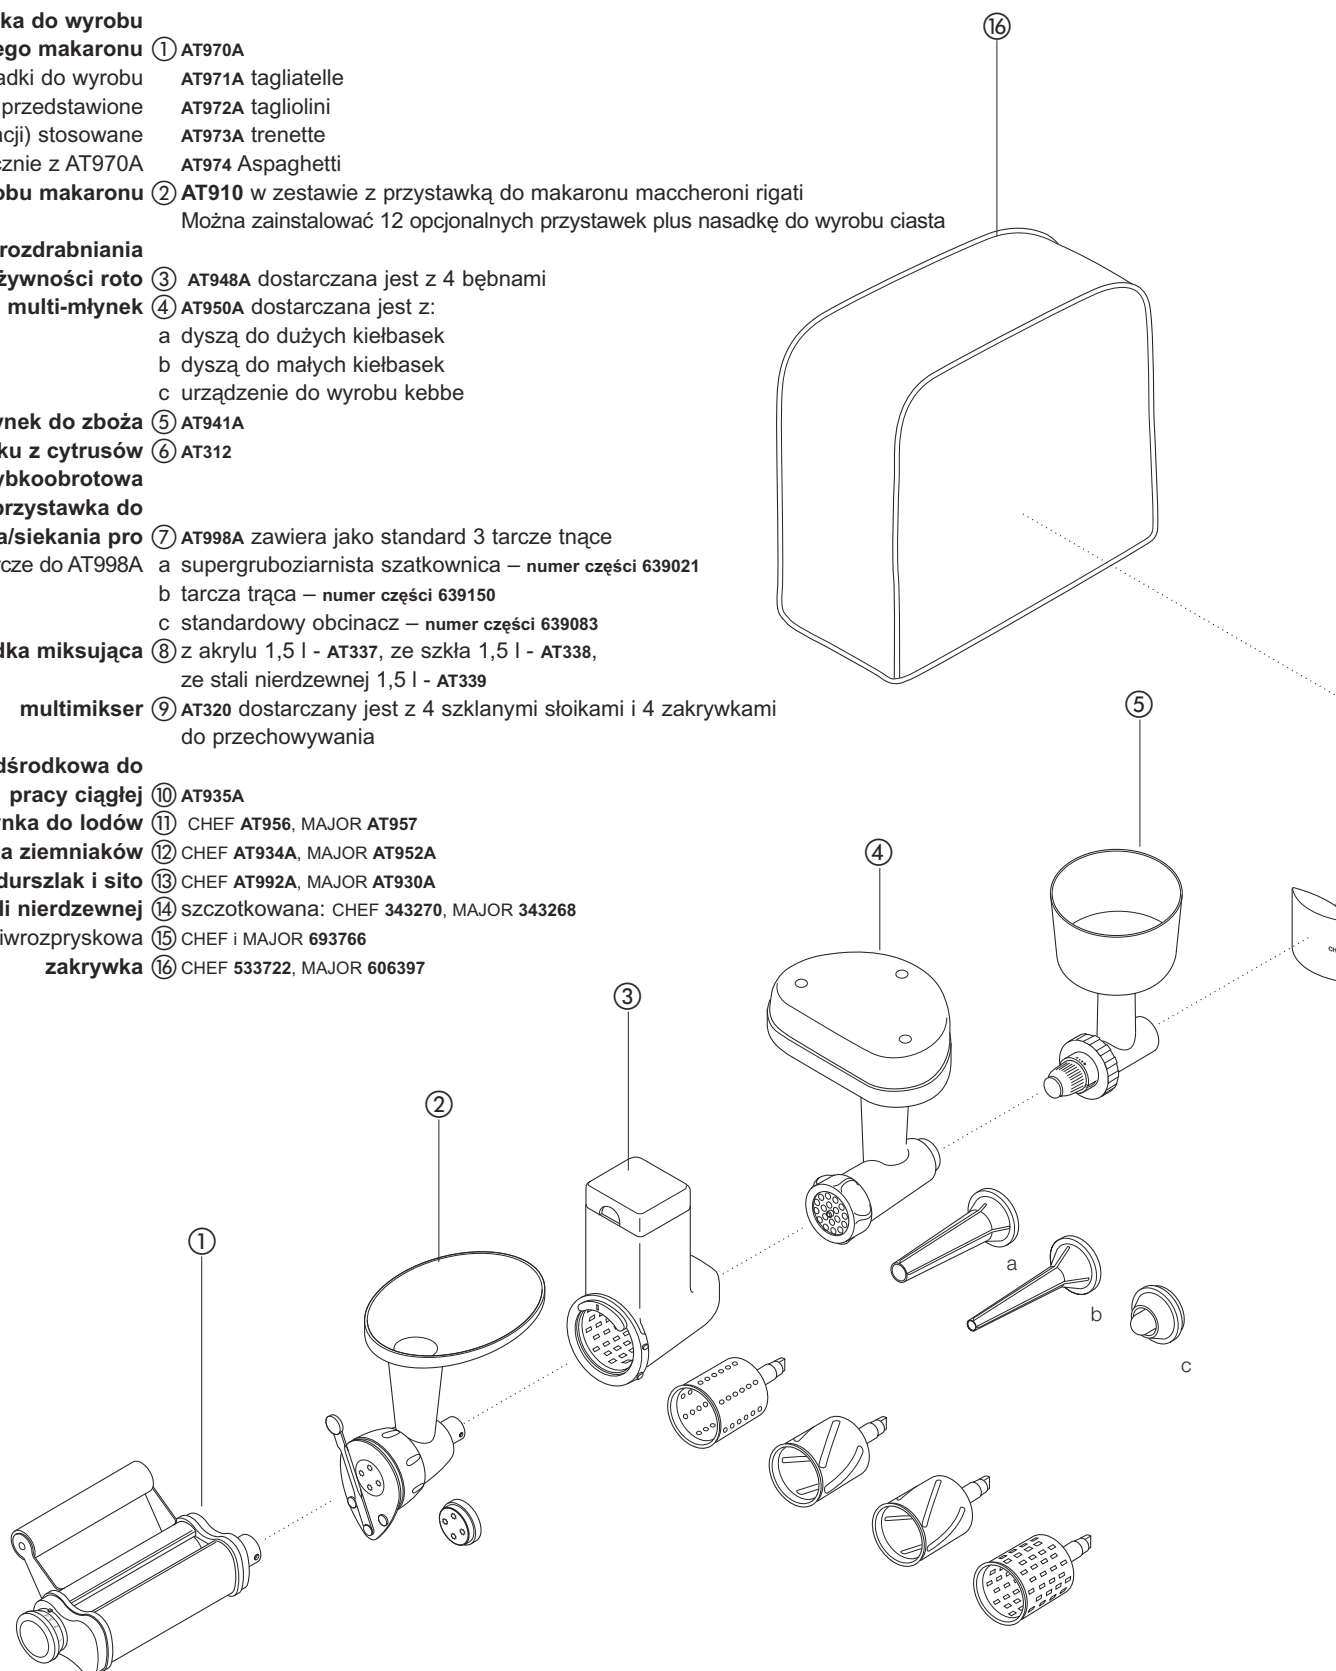 ka do wyrobu
ego makaronu ① AT970A
adki do wyrobu AT971A tagliatelle
przedstawione AT972A tagliolini
acji) stosowane AT973A trenette
cznie z AT970A AT974 Aspaghetti
obu makaronu ② AT910 w zestawie z przystawką do makaronu maccheroni rigati
Można zainstalować 12 opcjonalnych przystawek plus nasadkę do wyrobu ciasta
rozdrabniania
żywności roto ③ AT948A dostarczana jest z 4 bębnami
multi-młynek ④ AT950A dostarczana jest z:
a dyszą do dużych kiełbasek
b dyszą do małych kiełbasek
c urządzenie do wyrobu kebbe
ynek do zboża ⑤ AT941A
ku z cytrusów ⑥ AT312
ybkoobrotowa
przystawka do
a/siekania pro ⑦ AT998A zawiera jako standard 3 tarcze tnące
rcze do AT998A a supergruboziarnista szatkownica – numer części 639021
b tarcza trąca – numer części 639150
c standardowy obcinacz – numer części 639083
dka miksująca ⑧ z akrylu 1,5 l - AT337, ze szkła 1,5 l - AT338,
ze stali nierdzewnej 1,5 l - AT339
multimikser ⑨ AT320 dostarczany jest z 4 szklanymi słoikami i 4 zakrywkami
do przechowywania
dśrodkowa do
pracy ciągłej ⑩ AT935A
ynka do lodów ⑪ CHEF AT956, MAJOR AT957
ka ziemniaków ⑫ CHEF AT934A, MAJOR AT952A
durszlak i sito ⑬ CHEF AT992A, MAJOR AT930A
li nierdzewnej ⑭ szczotkowana: CHEF 343270, MAJOR 343268
iwrozpryskowa ⑮ CHEF i MAJOR 693766
zakrywka ⑯ CHEF 533722, MAJOR 606397
⑯
⑤
④
CH
③
②
①
a
b
c